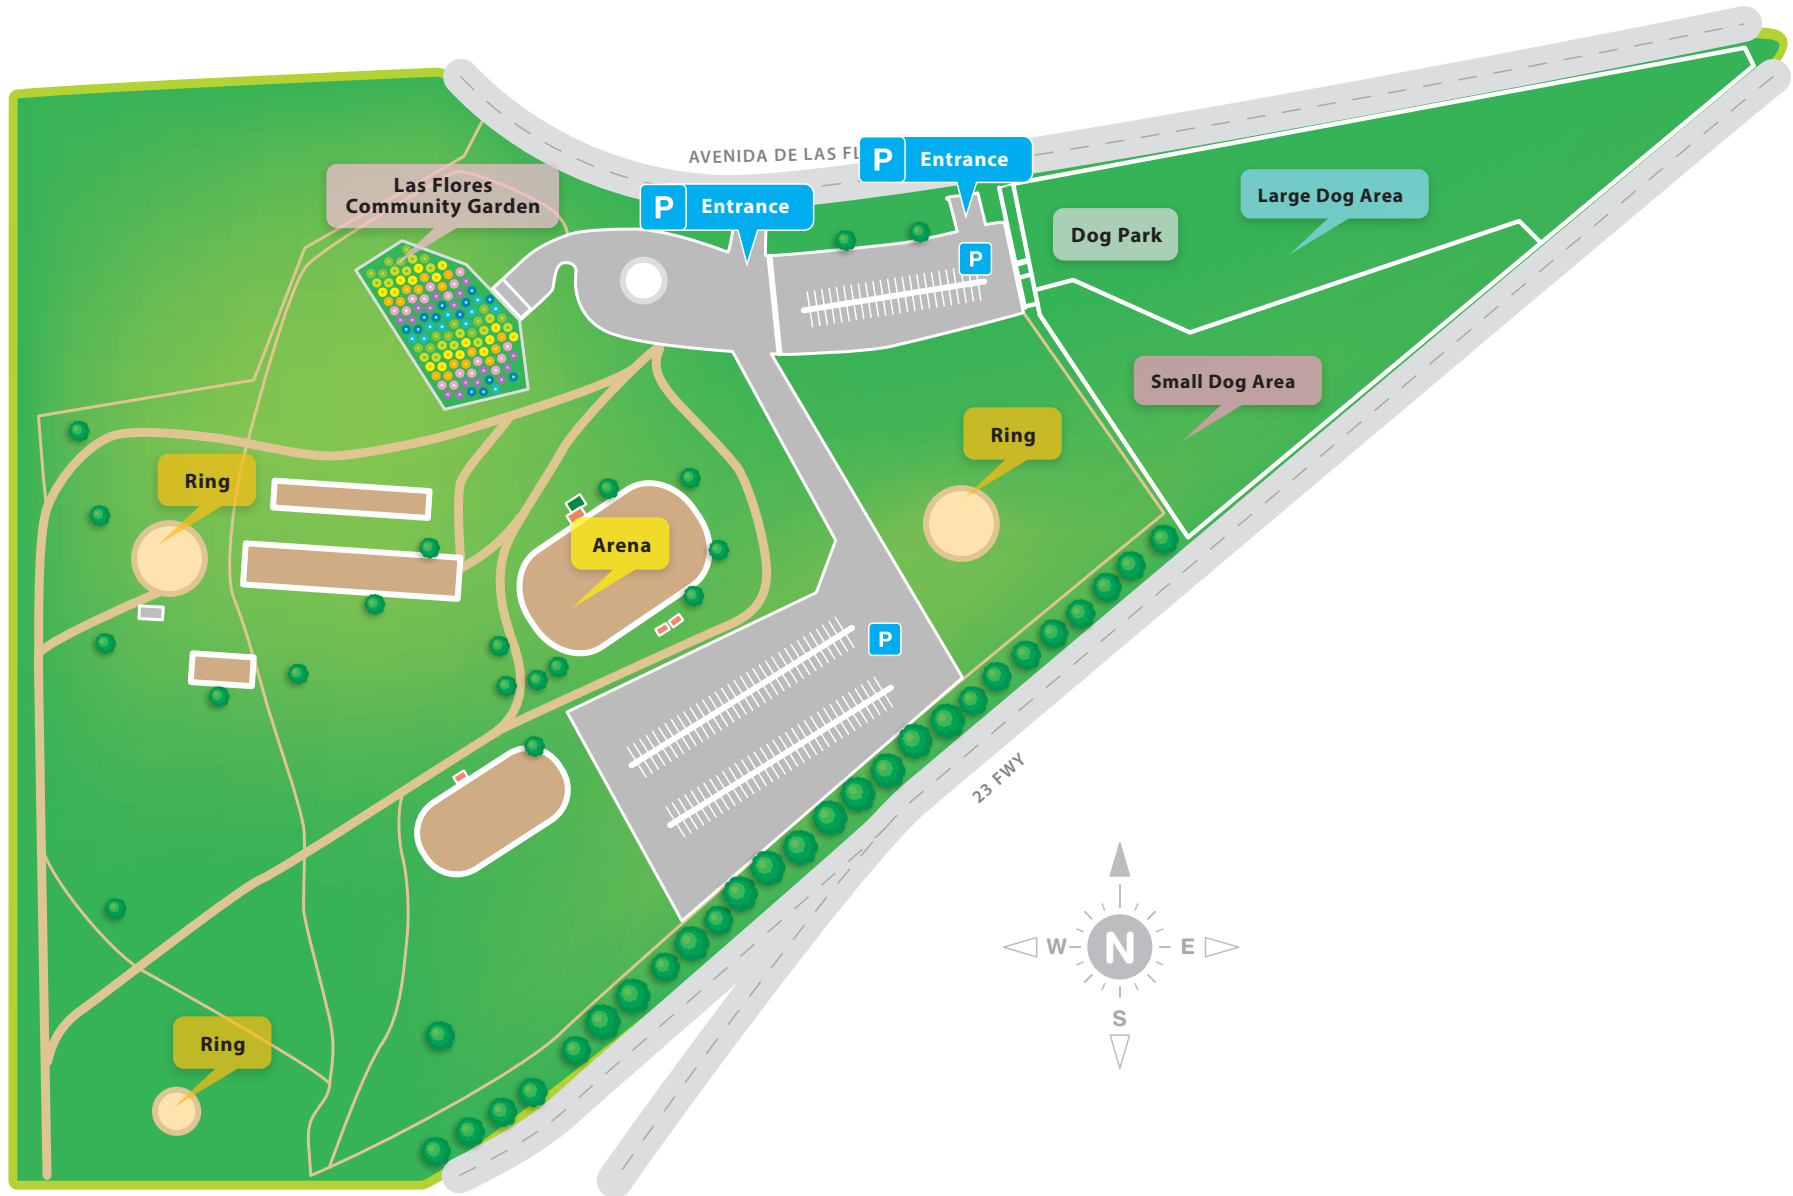 AVENIDA DE LAS FL
P Entrance
P Entrance
Las Flores
Community Garden
Large Dog Area
Dog Park
P
Small Dog Area
Ring
Ring
Arena
P
23 FWY
W N E
S
Ring